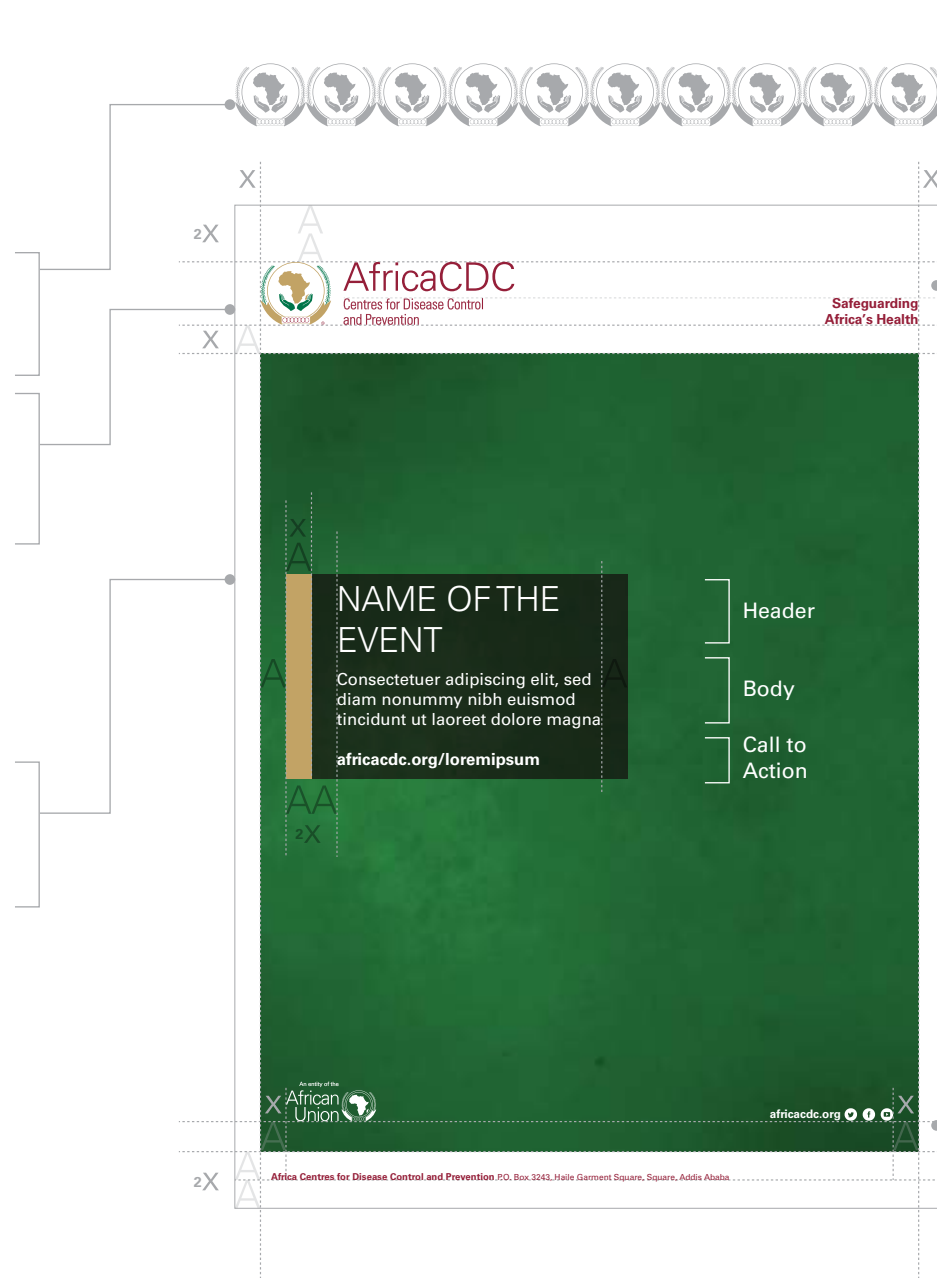 X
X
2X
A
A
AfricaCDC
Centres for Disease Control
and Prevention
Safeguarding
Africa's Health
X
A
X
A
NAME OF THE
EVENT
Header
A
Consectetuer adipiscing elit, sed
diam nonummy nibh euismod
tincidunt ut laoreet dolore magna
A
Body
africacdc.org/loremipsum
Call to
Action
AA
2X
An entity of the
African
Union
X
A
africacdc.org
X
A
2X
A
A
Africa Centres for Disease Control and Prevention P.O. Box 3243, Haile Garment Square, Square, Addis Ababa